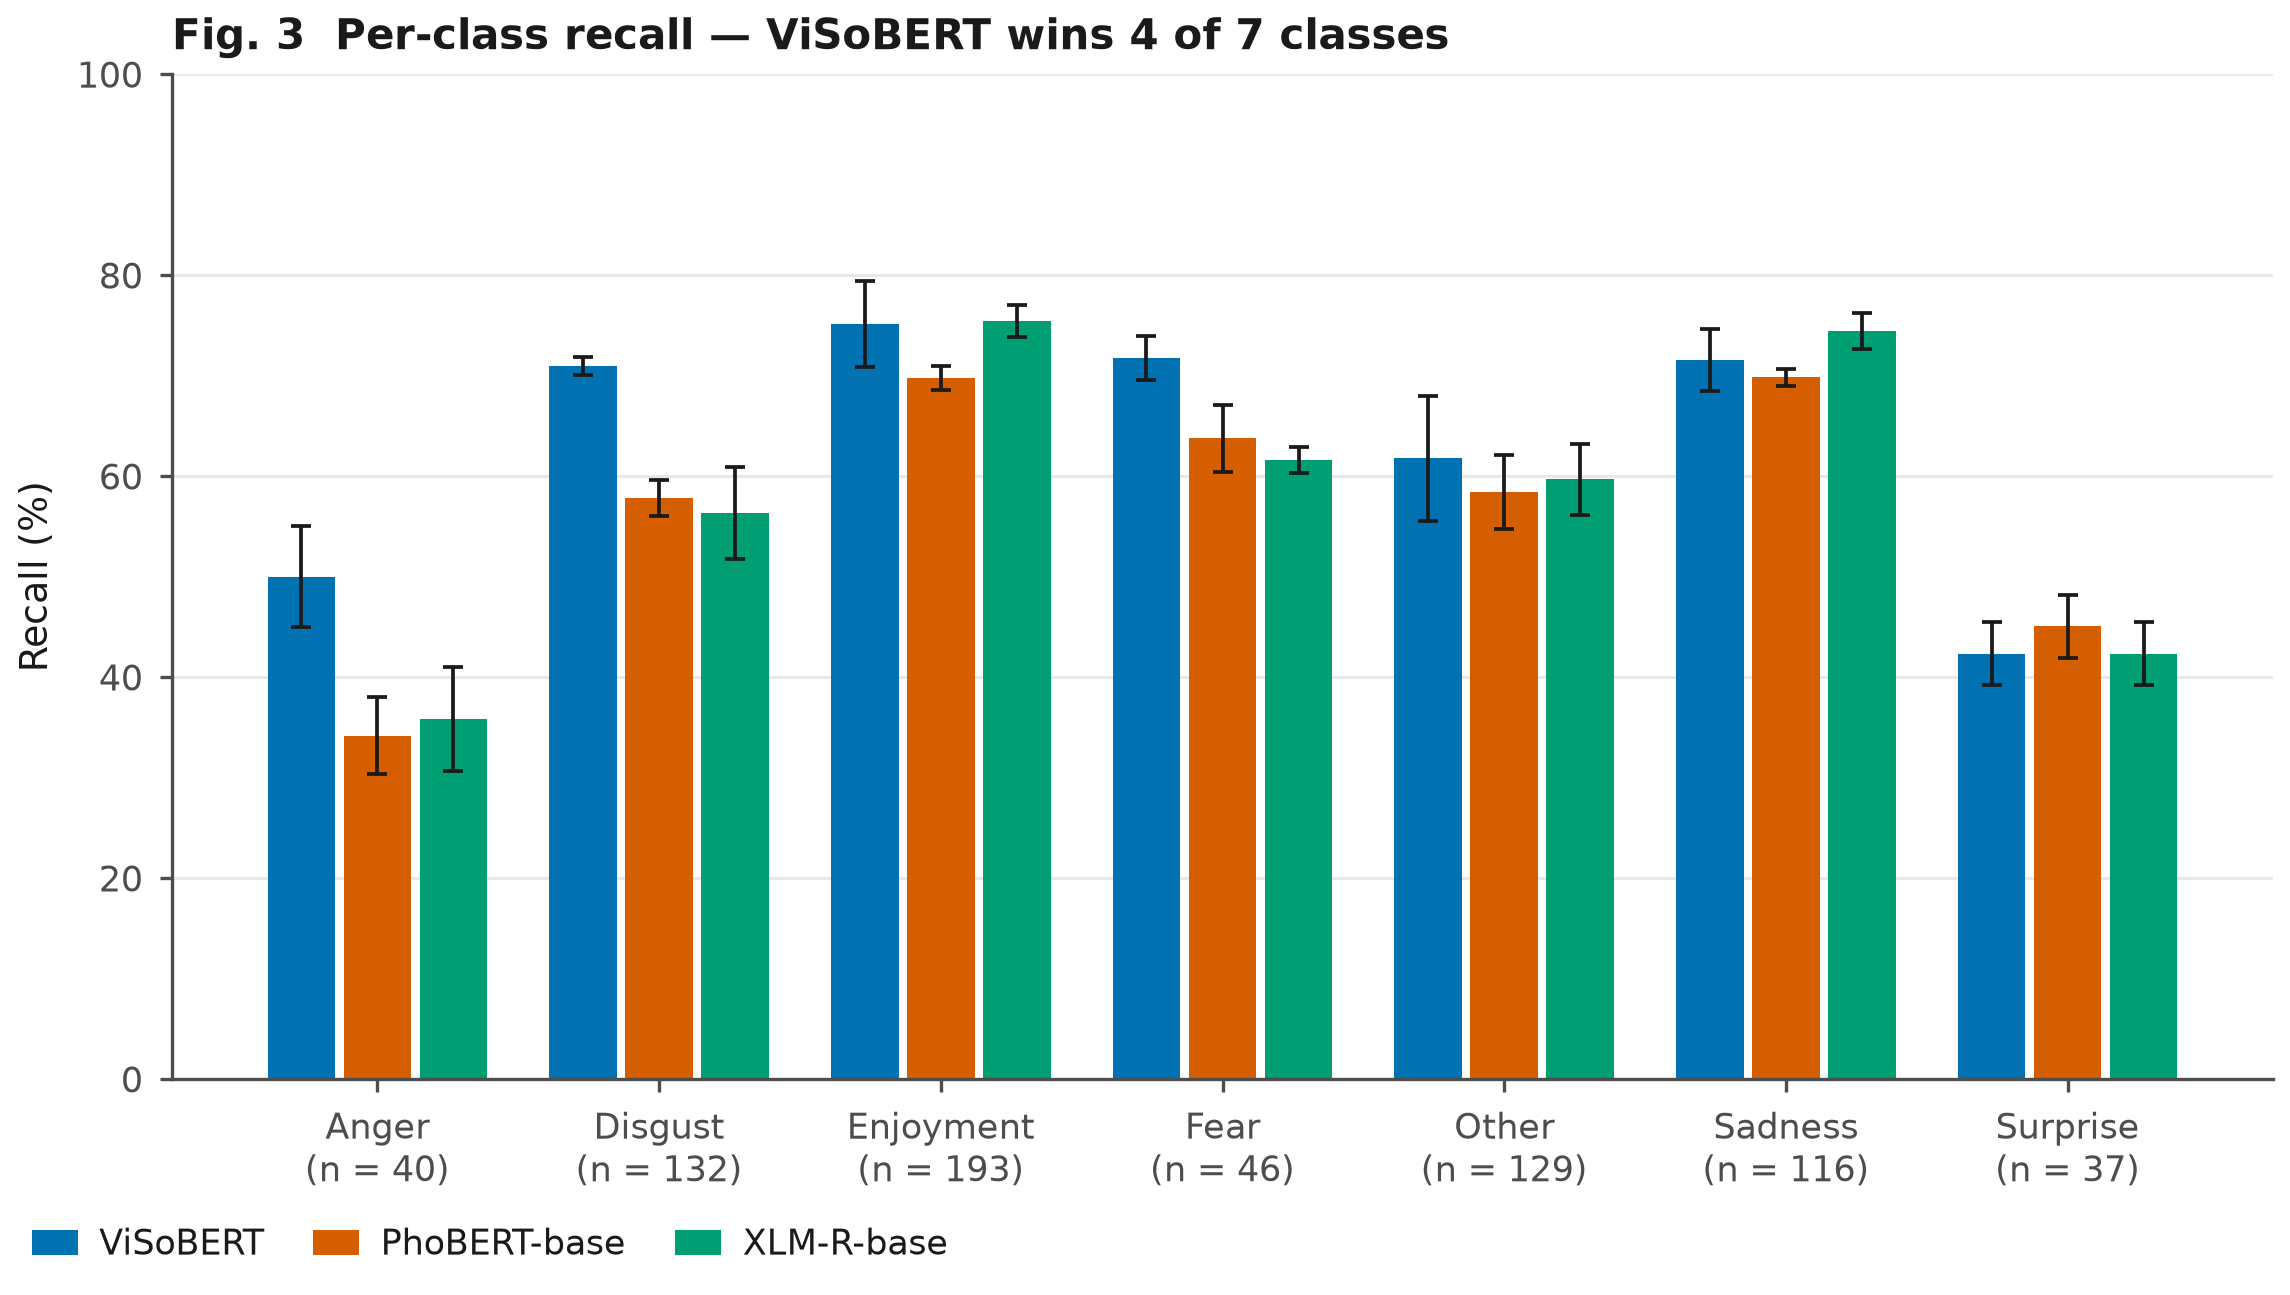 Fig. 3  Per-class recall — ViSoBERT wins 4 of 7 classes
100
80
60
40
20
0
Recall (%)
Anger
(n = 40)
Disgust
(n = 132)
Enjoyment
(n = 193)
Fear
(n = 46)
Other
(n = 129)
Sadness
(n = 116)
Surprise
(n = 37)
ViSoBERT
PhoBERT-base
XLM-R-base